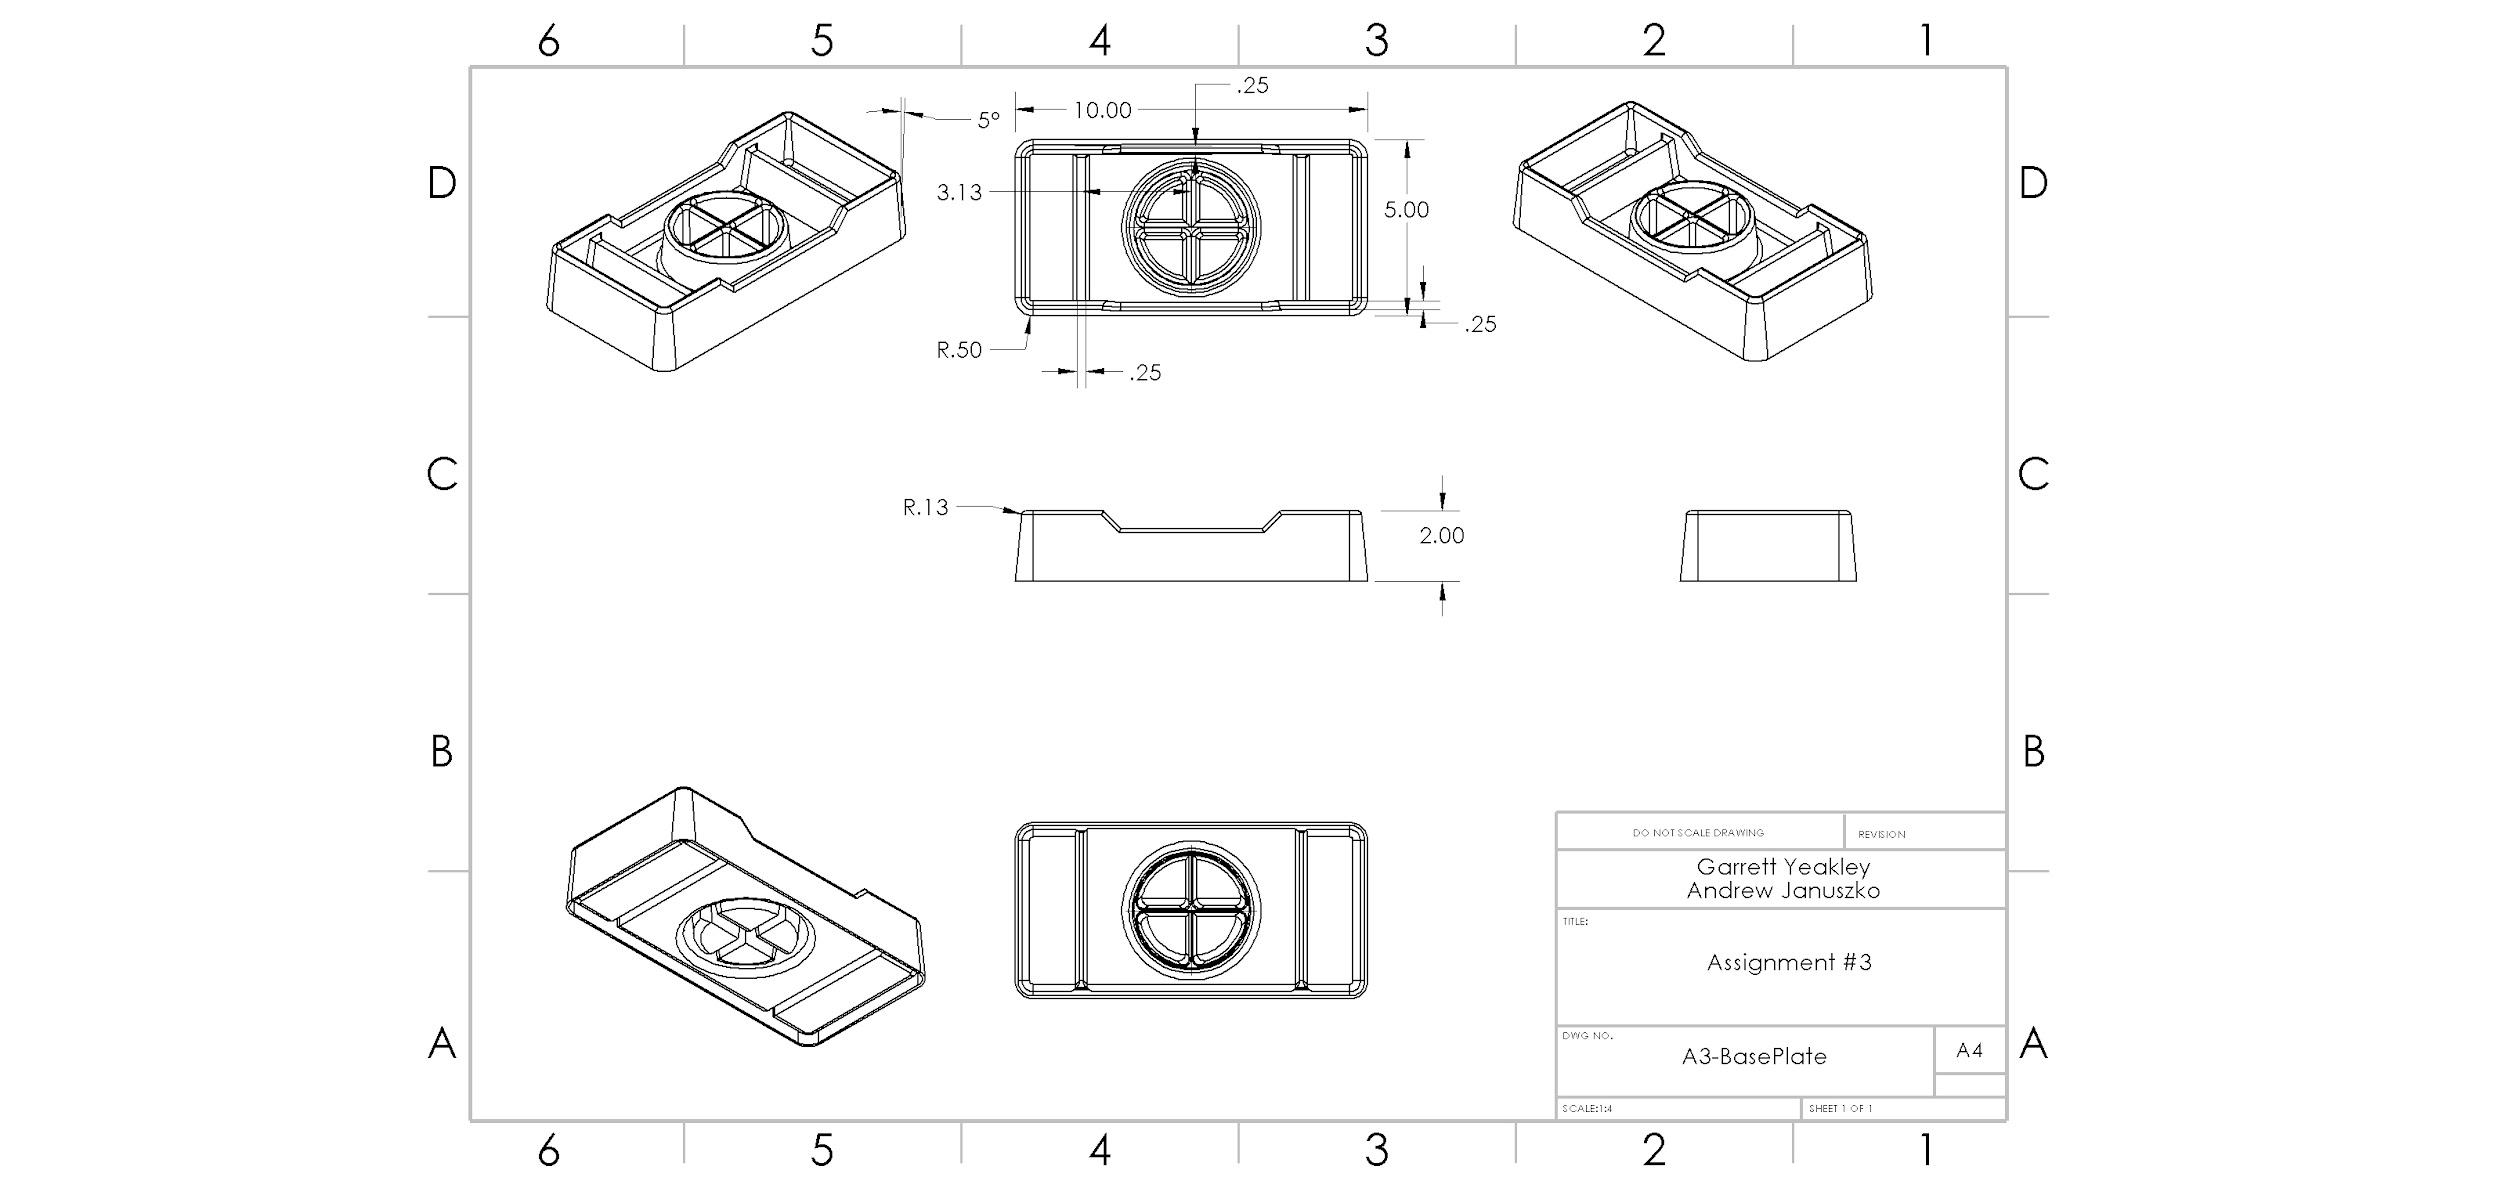 6 5 4 3 2 1
.25
10.00
5°
D D
3.13
5.00
.25
R.50
.25
C C
R.13
2.00
B B
DO NOT SCALE DRAWING REVISION
Garrett Yeakley
Andrew Januszko
TITLE:
Assignment #3
DWG NO.
A3-BasePlate A4
A A
SCALE:1:4 SHEET 1 OF 1
6 5 4 3 2 1